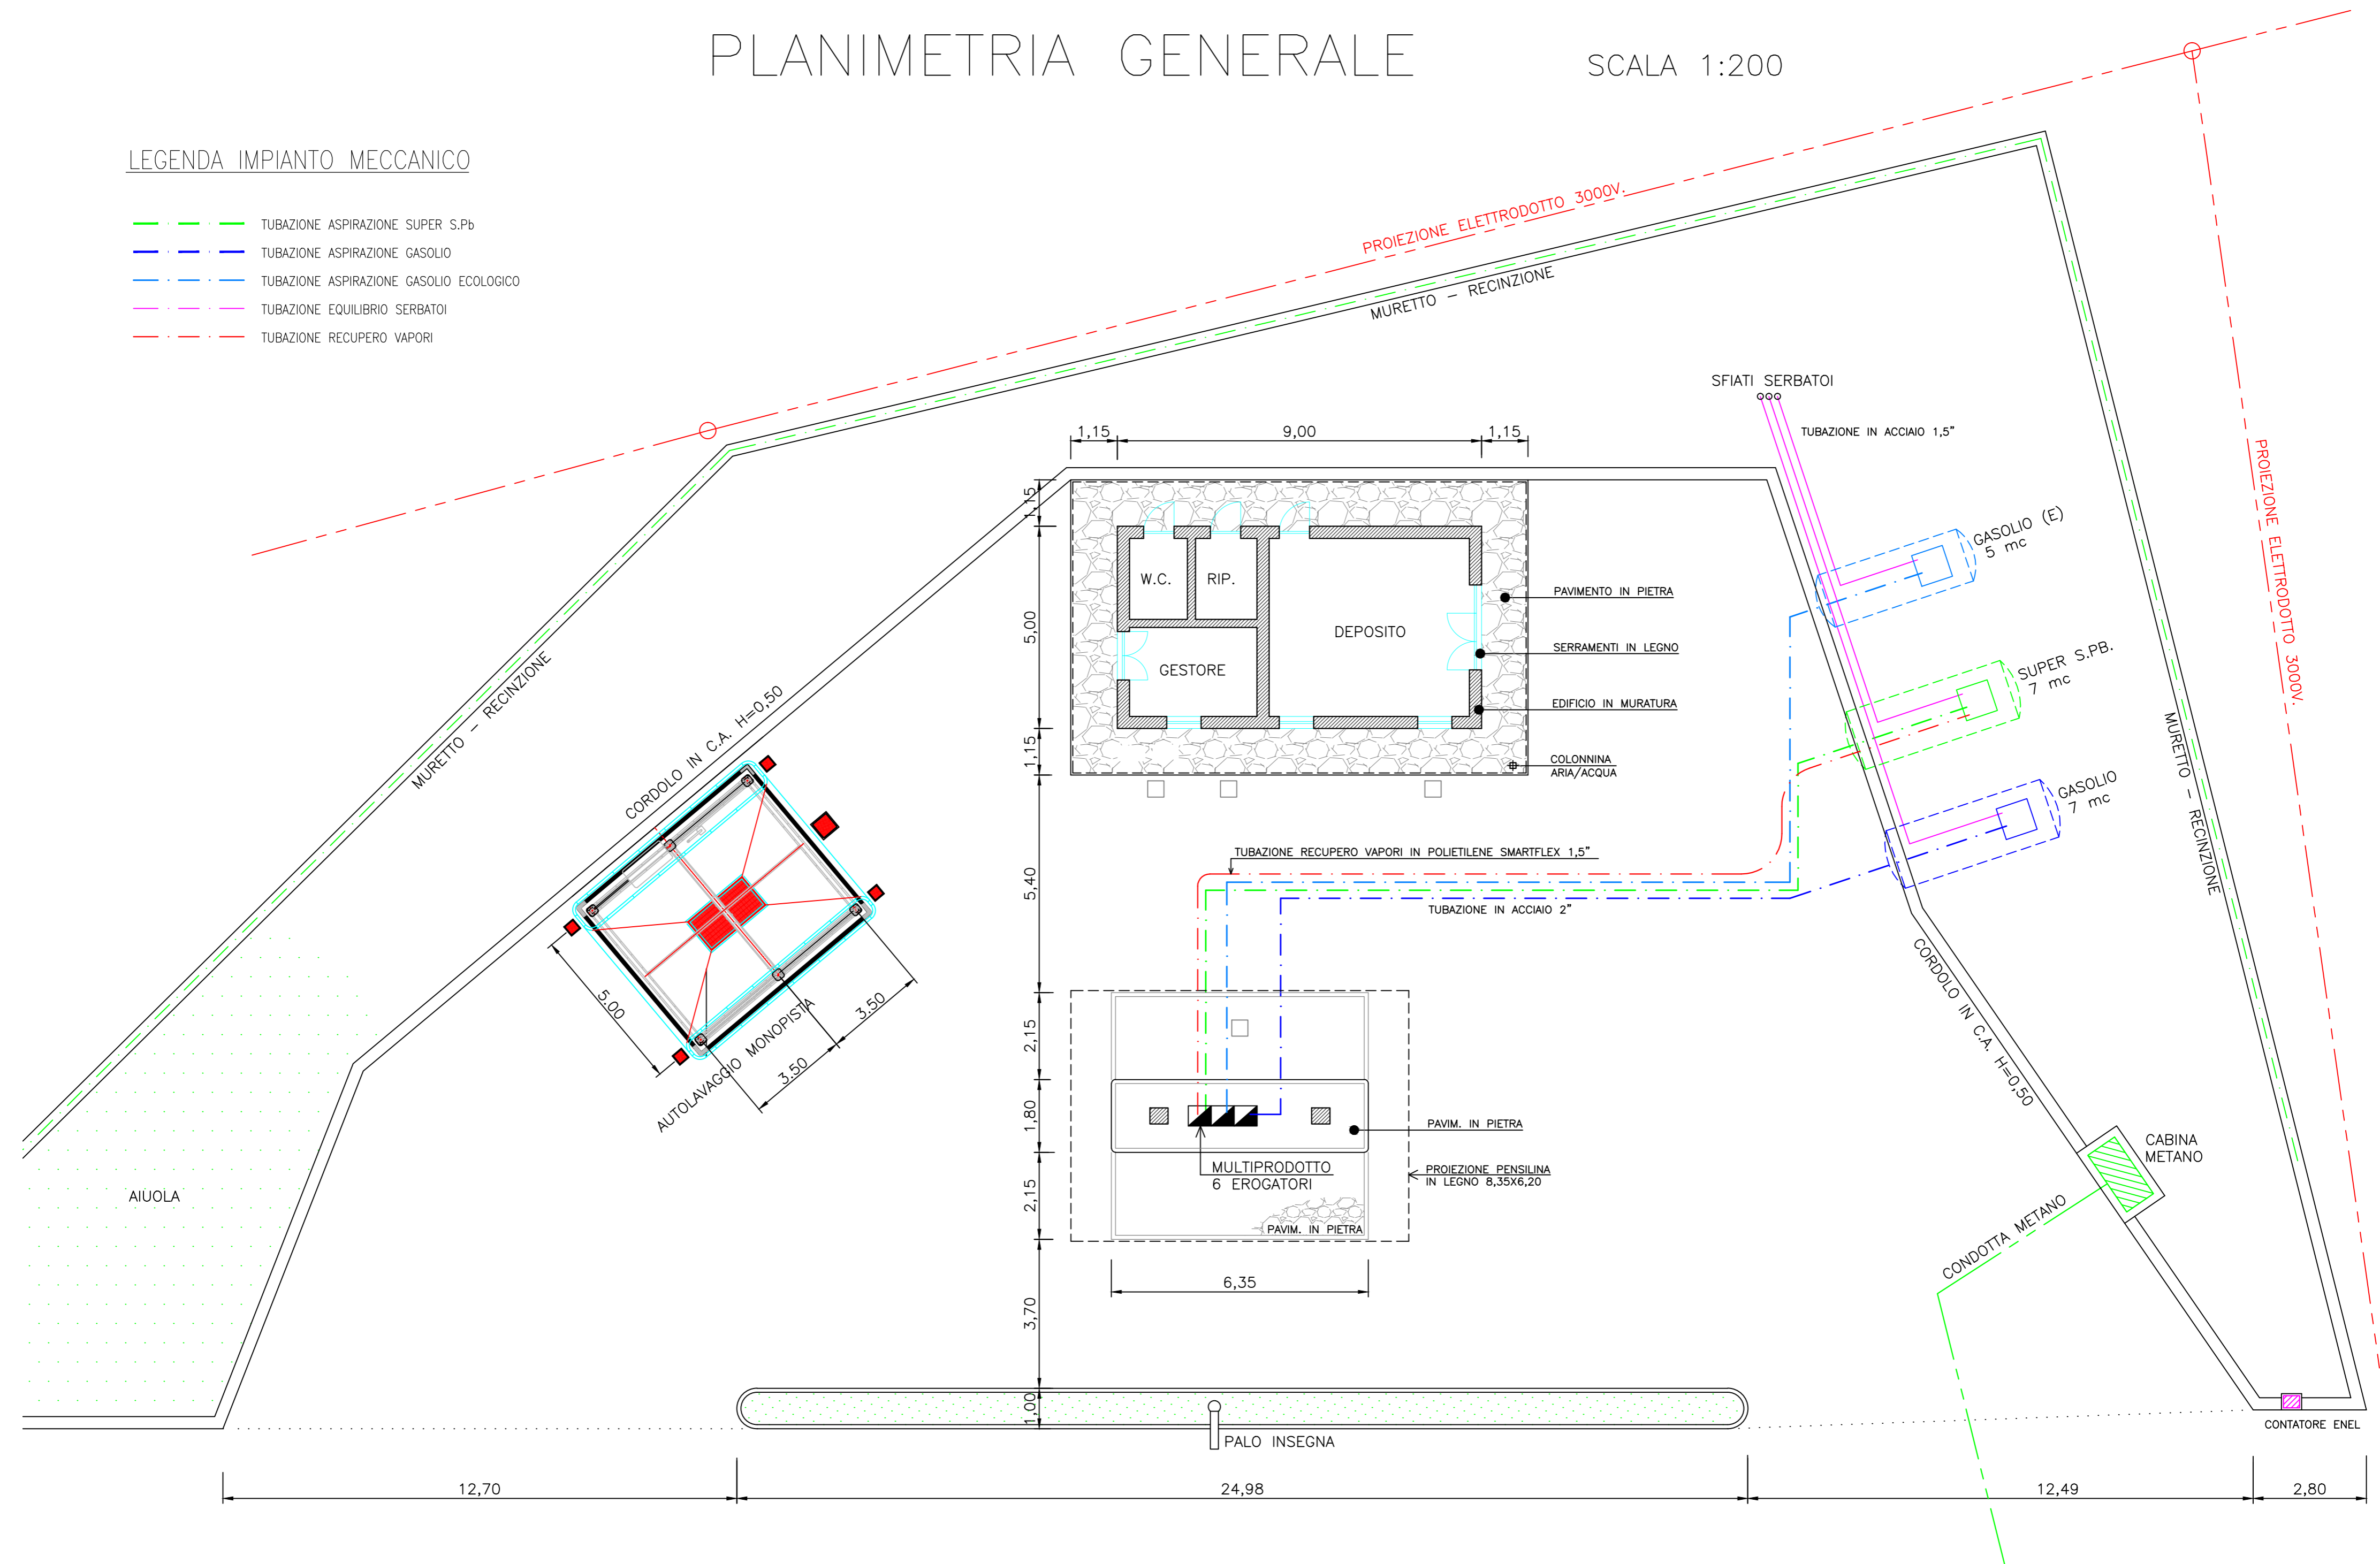 PLANIMETRIA GENERALE
SCALA 1:200
LEGENDA IMPIANTO MECCANICO
TUBAZIONE ASPIRAZIONE SUPER S.Pb
TUBAZIONE ASPIRAZIONE GASOLIO
TUBAZIONE ASPIRAZIONE GASOLIO ECOLOGICO
TUBAZIONE EQUILIBRIO SERBATOI
TUBAZIONE RECUPERO VAPORI
PROIEZIONE ELETTRODOTTO 3000V.
MURETTO - RECINZIONE
SFIATI SERBATOI
TUBAZIONE IN ACCIAIO 1,5"
PROIEZIONE ELETTRODOTTO 3000V.
1,15
9,00
1,15
1,15
GASOLIO (E)
5 mc
W.C.
RIP.
PAVIMENTO IN PIETRA
5,00
DEPOSITO
SERRAMENTI IN LEGNO
GESTORE
SUPER S.PB.
7 mc
EDIFICIO IN MURATURA
MURETTO - RECINZIONE
CORDOLO IN C.A. H=0,50
1,15
COLONNINA
ARIA/ACQUA
GASOLIO
7 mc
MURETTO - RECINZIONE
TUBAZIONE RECUPERO VAPORI IN POLIETILENE SMARTFLEX 1,5"
5,40
TUBAZIONE IN ACCIAIO 2"
5.00
3.50
3.50
AUTOLAVAGGIO MONOPISTA
CORDOLO IN C.A. H=0,50
2,15
1,80
PAVIM. IN PIETRA
CABINA
METANO
MULTIPRODOTTO
6 EROGATORI
PROIEZIONE PENSILINA
IN LEGNO 8,35X6,20
AIUOLA
2,15
PAVIM. IN PIETRA
CONDOTTA METANO
6,35
3,70
1,00
PALO INSEGNA
CONTATORE ENEL
12,70
24,98
12,49
2,80